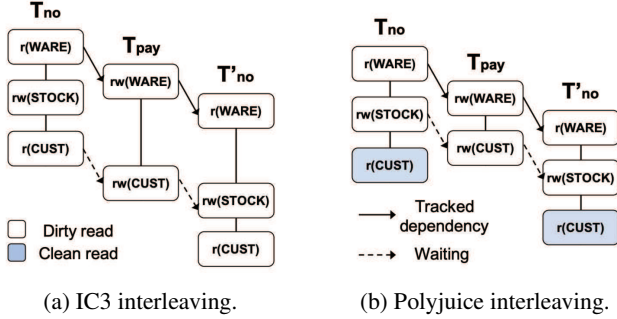 Tno
r(WARE)
rw(STOCK)
r(CUST)
Tpay
rw(WARE)
rw(CUST)
T'no
r(WARE)
rw(STOCK)
r(CUST)
Dirty read
Clean read
(a) IC3 interleaving.
Tno
r(WARE)
rw(STOCK)
r(CUST)
Tpay
rw(WARE)
rw(CUST)
T'no
r(WARE)
rw(STOCK)
r(CUST)
Tracked
dependency
Waiting
(b) Polyjuice interleaving.